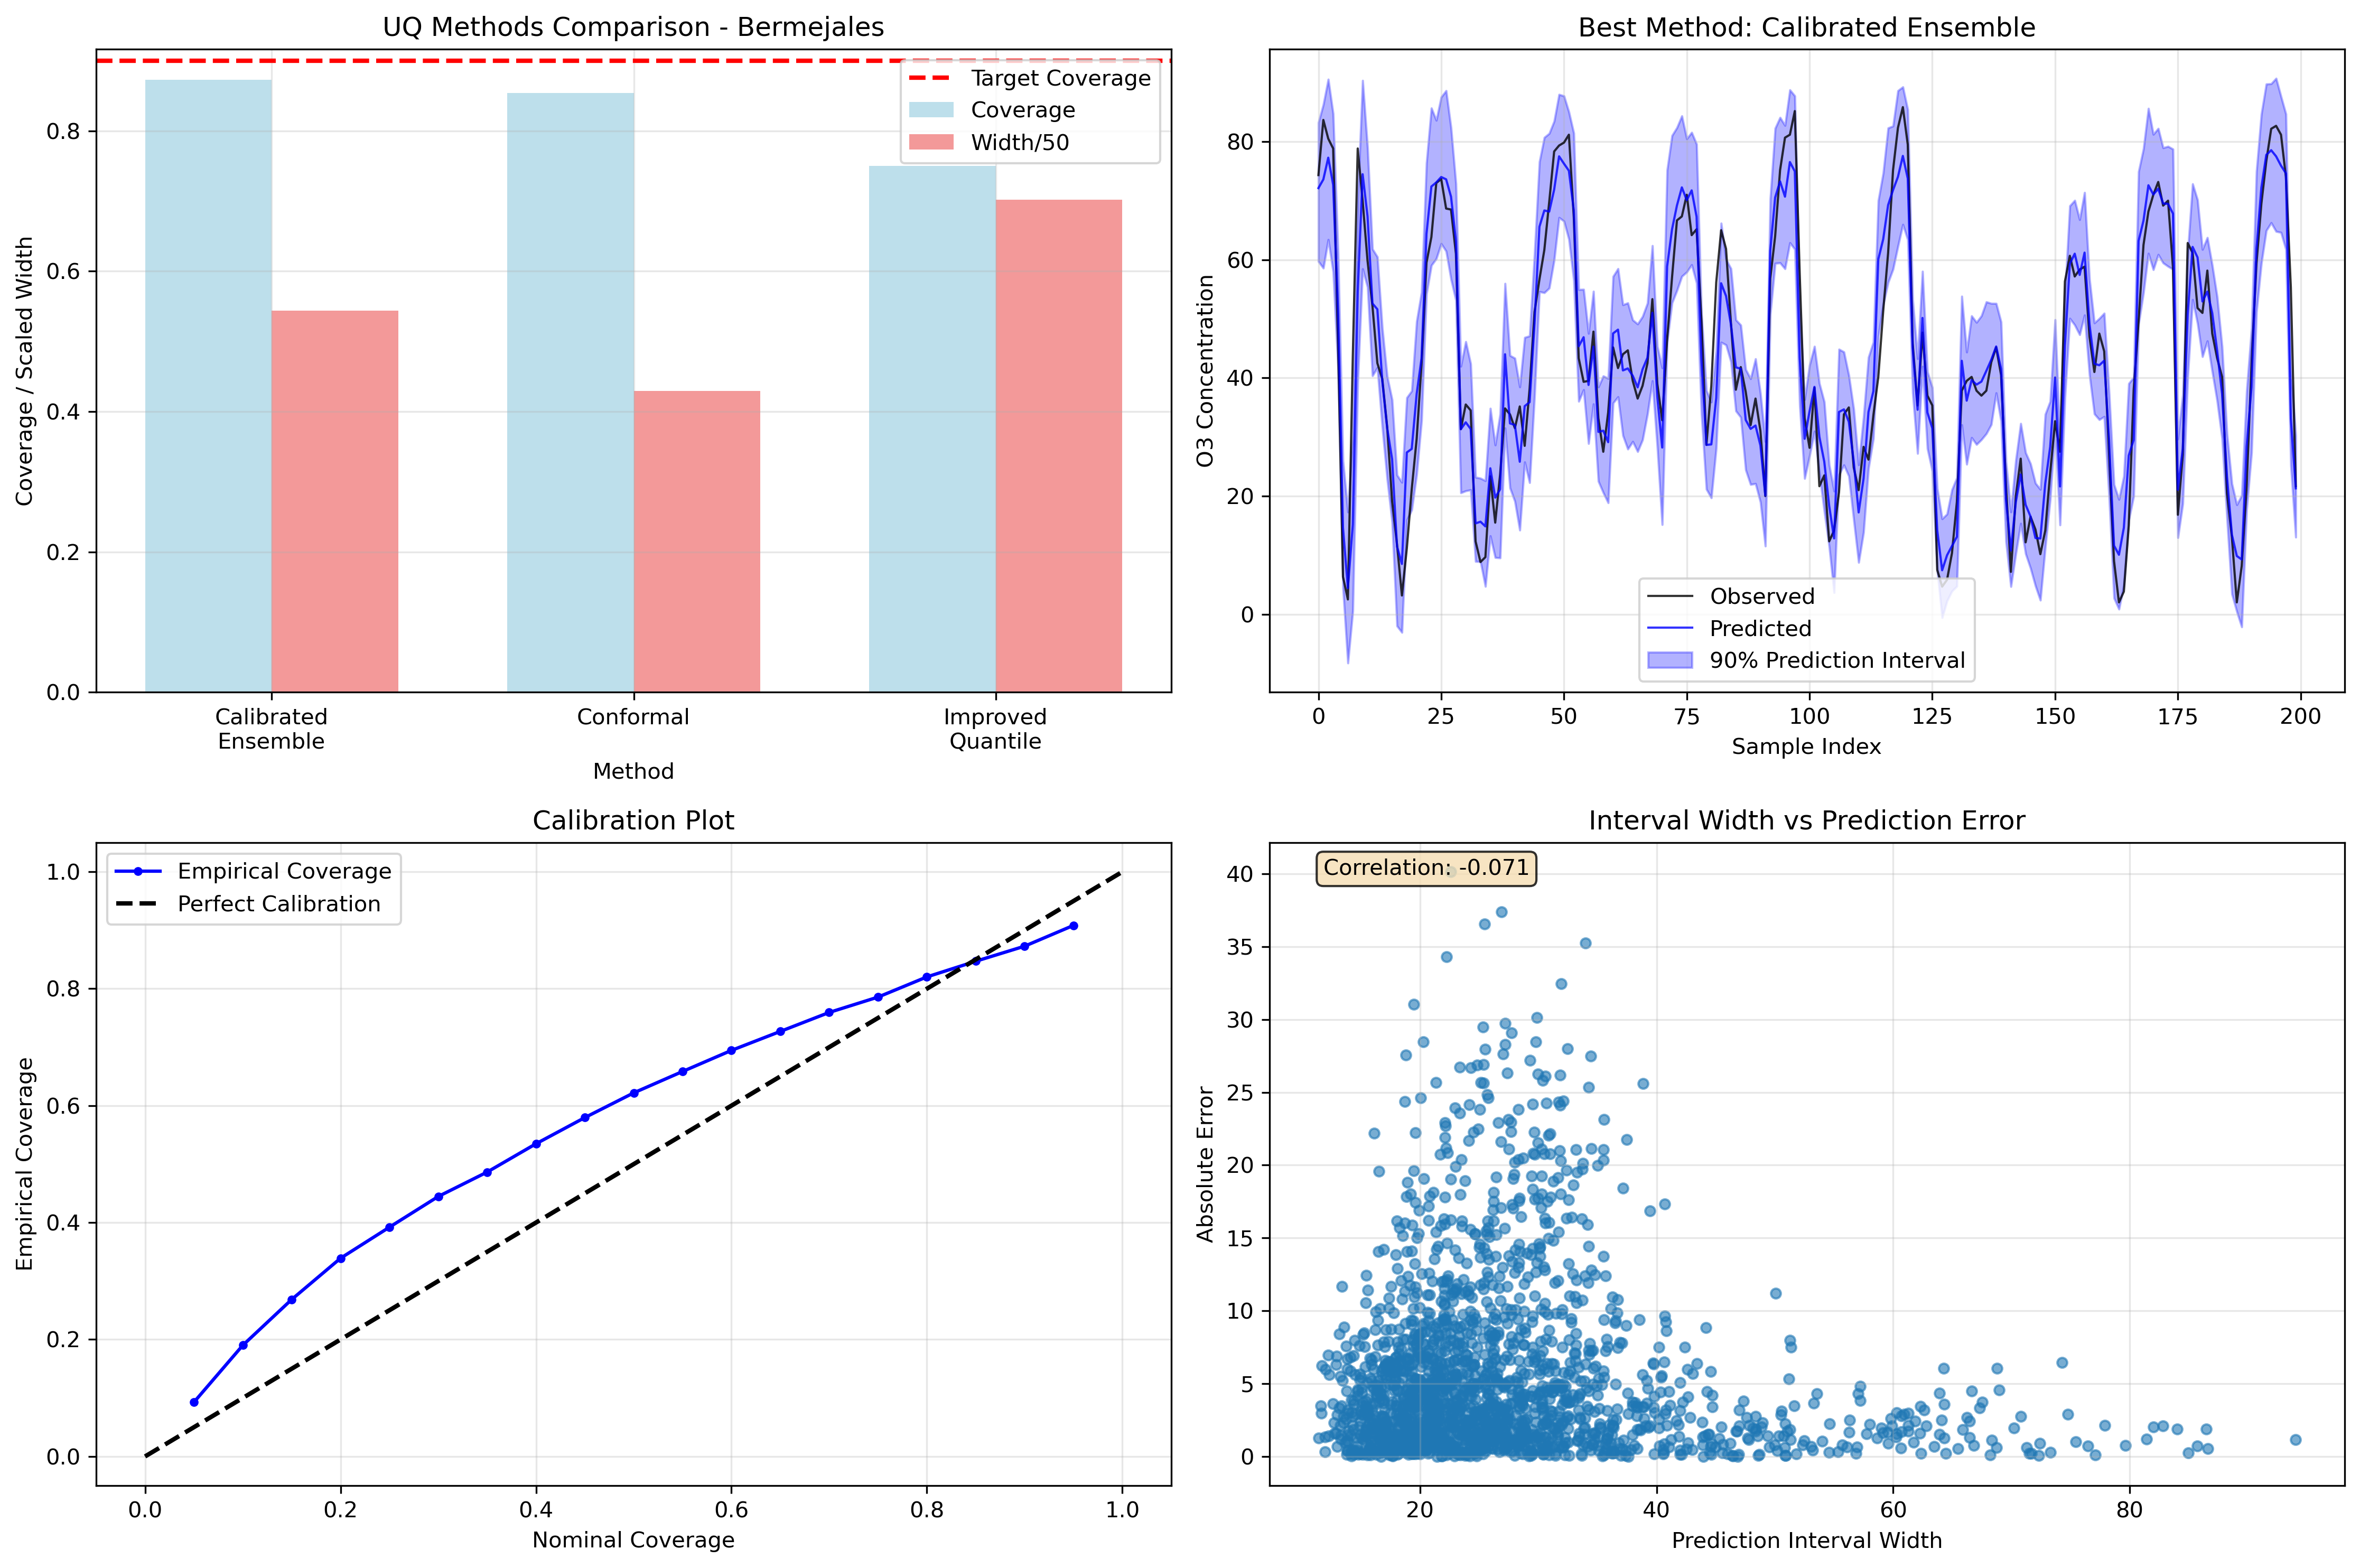 UQ Methods Comparison - Bermejales
Target Coverage
Coverage
Width/50
Coverage / Scaled Width
0.8
0.6
0.4
0.2
0.0
Calibrated
Ensemble
Conformal
Improved
Quantile
Method
Best Method: Calibrated Ensemble
O3 Concentration
80
60
40
20
0
Observed
Predicted
90% Prediction Interval
0 25 50 75 100 125 150 175 200
Sample Index
Calibration Plot
Empirical Coverage
Perfect Calibration
Empirical Coverage
1.0
0.8
0.6
0.4
0.2
0.0
0.0 0.2 0.4 0.6 0.8 1.0
Nominal Coverage
Interval Width vs Prediction Error
Correlation: -0.071
Absolute Error
40
35
30
25
20
15
10
5
0
20 40 60 80
Prediction Interval Width